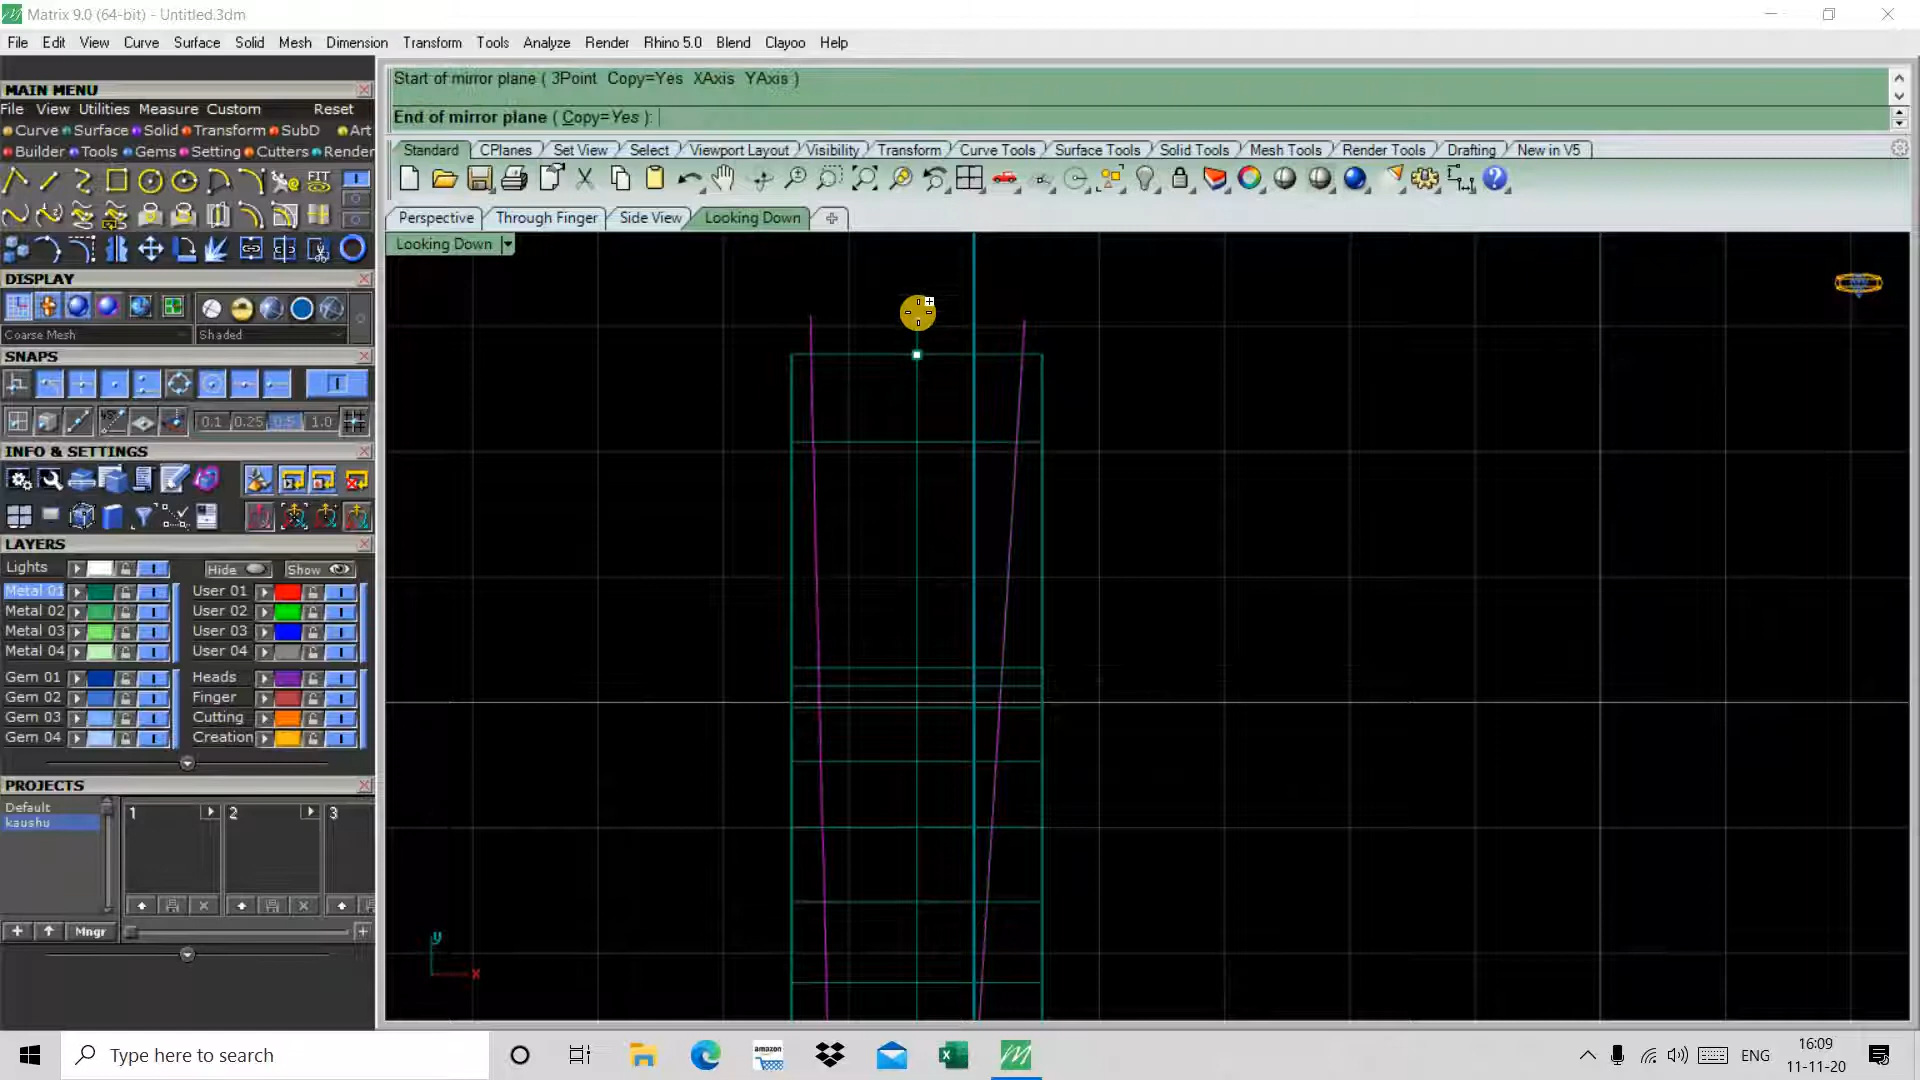 Matrix 9.0 (64-bit) - Untitled.3dm
File Edit View Curve Surface Solid Mesh Dimension Transform Tools Analyze Render Rhino 5.0 Blend Clayoo Help
MAIN MENU
File View Utilities Measure Custom Reset
Curve Surface Solid Transform SubD Art
Builder Tools Gems Setting Cutters Render
FIT
DISPLAY
Coarse Mesh Shaded
SNAPS
0.1 0.25 0.5 1.0
INFO & SETTINGS
LAYERS
Lights Hide Show
Metal 01 User 01
Metal 02 User 02
Metal 03 User 03
Metal 04 User 04
Gem 01 Heads
Gem 02 Finger
Gem 03 Cutting
Gem 04 Creation
PROJECTS
Default
kaushu
1 2 3
Mngr
Start of mirror plane ( 3Point Copy=Yes XAxis YAxis )
End of mirror plane ( Copy=Yes ):
Standard CPlanes Set View Select Viewport Layout Visibility Transform Curve Tools Surface Tools Solid Tools Mesh Tools Render Tools Drafting New in V5
Perspective Through Finger Side View Looking Down
Looking Down
y
x
Type here to search
amazon
ENG
16:09
11-11-20